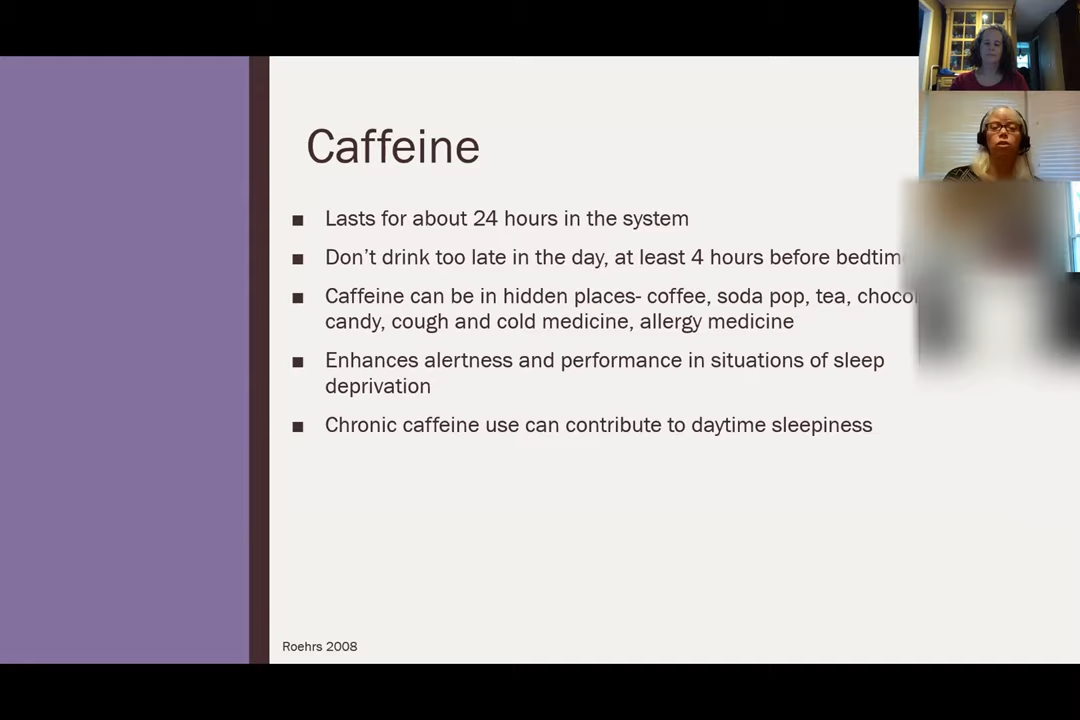 Caffeine
■ Lasts for about 24 hours in the system
■ Don’t drink too late in the day, at least 4 hours before
■ Caffeine can be in hidden places- coffee, soda pop, tea,
candy, cough and cold medicine, allergy medicine
■ Enhances alertness and performance in situations of sleep
deprivation
■ Chronic caffeine use can contribute to daytime sleepiness
Roehrs 2008